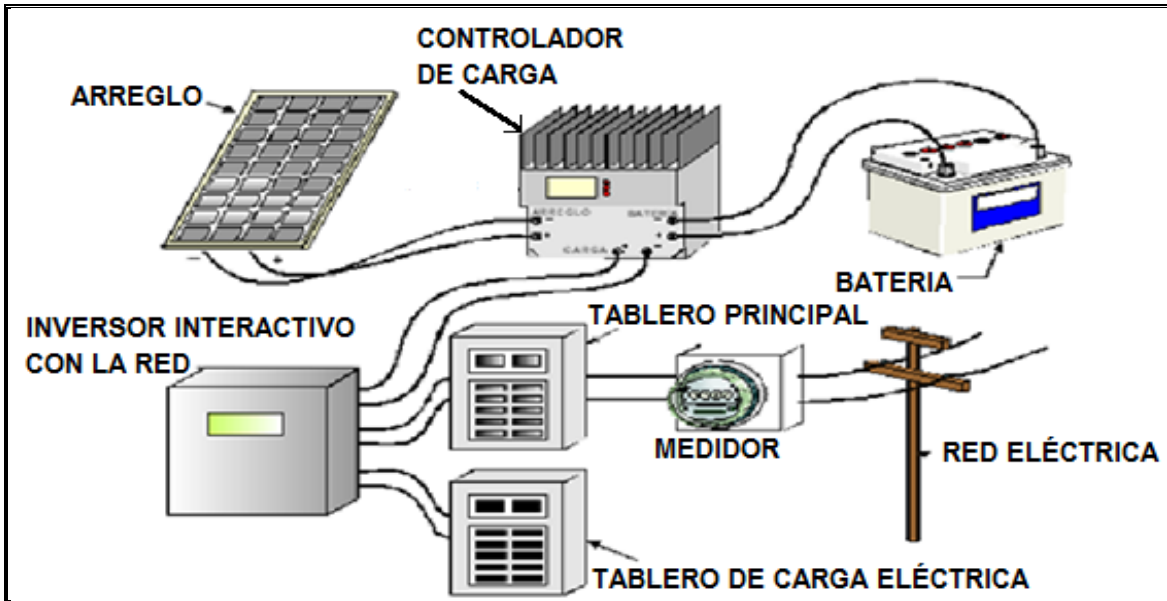 CONTROLADOR
DE CARGA
ARREGLO
ARREGLO
BATERIA
-
-
+
+
CARGA
-
-
+
BATERIA
INVERSOR INTERACTIVO
CON LA RED
TABLERO PRINCIPAL
MEDIDOR
RED ELÉCTRICA
TABLERO DE CARGA ELÉCTRICA